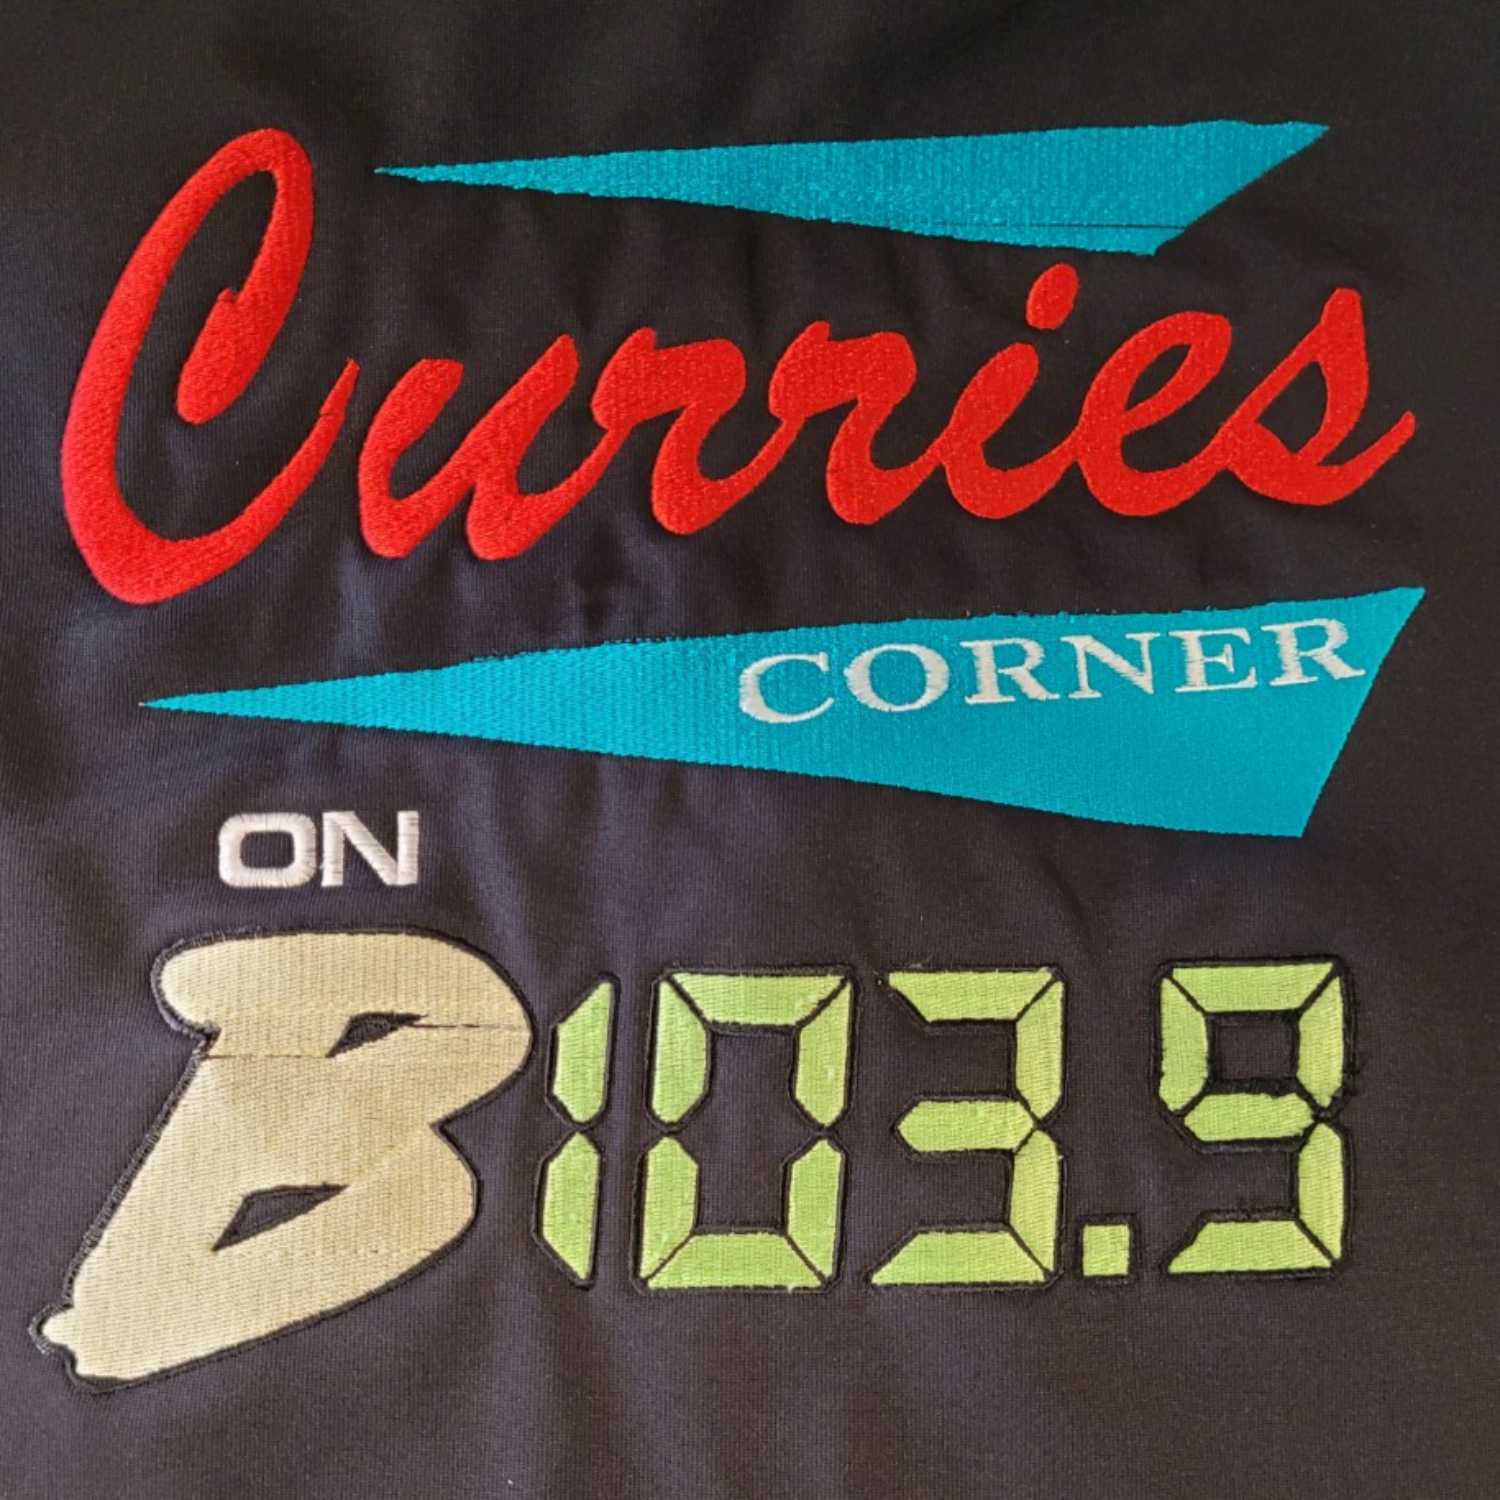 Curries
CORNER
ON
B103.9